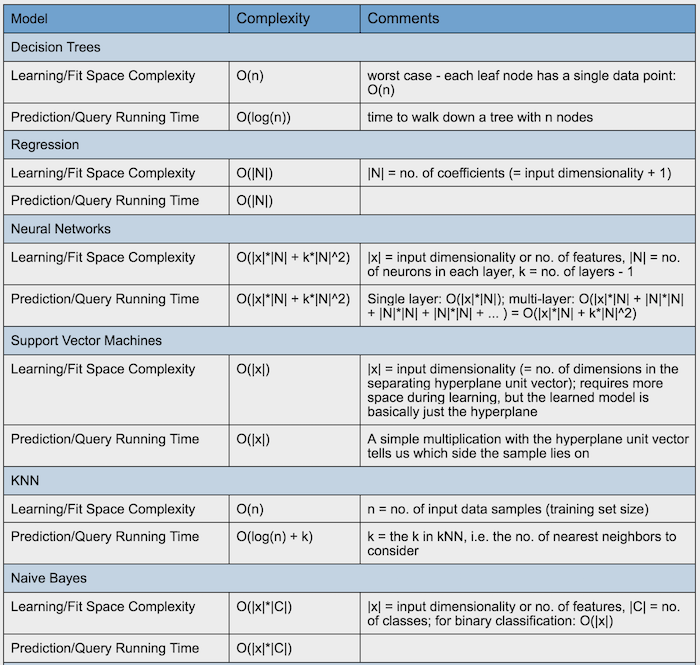 Model Complexity Comments
Decision Trees
Learning/Fit Space Complexity O(n) worst case - each leaf node has a single data point:
O(n)
Prediction/Query Running Time O(log(n)) time to walk down a tree with n nodes
Regression
Learning/Fit Space Complexity O(|N|) |N| = no. of coefficients (= input dimensionality + 1)
Prediction/Query Running Time O(|N|)
Neural Networks
Learning/Fit Space Complexity O(|x|*|N| + k*|N|^2) |x| = input dimensionality or no. of features, |N| = no.
of neurons in each layer, k = no. of layers - 1
Prediction/Query Running Time O(|x|*|N| + k*|N|^2) Single layer: O(|x|*|N|); multi-layer: O(|x|*|N| + |N|*|N|
+ |N|*|N| + |N|*|N| + ... ) = O(|x|*|N| + k*|N|^2)
Support Vector Machines
Learning/Fit Space Complexity O(|x|) |x| = input dimensionality (= no. of dimensions in the
separating hyperplane unit vector); requires more
space during learning, but the learned model is
basically just the hyperplane
Prediction/Query Running Time O(|x|) A simple multiplication with the hyperplane unit vector
tells us which side the sample lies on
KNN
Learning/Fit Space Complexity O(n) n = no. of input data samples (training set size)
Prediction/Query Running Time O(log(n) + k) k = the k in kNN, i.e. the no. of nearest neighbors to
consider
Naive Bayes
Learning/Fit Space Complexity O(|x|*|C|) |x| = input dimensionality or no. of features, |C| = no.
of classes; for binary classification: O(|x|)
Prediction/Query Running Time O(|x|*|C|)